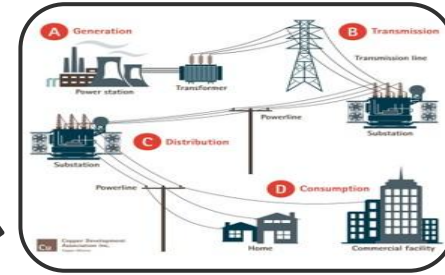 A Generation
B Transmission
Transmission line
Power station
Transformer
Powerline
Substation
C Distribution
Substation
Powerline
D Consumption
Cu
Copper Development
Association Inc.
Home
Commercial facility